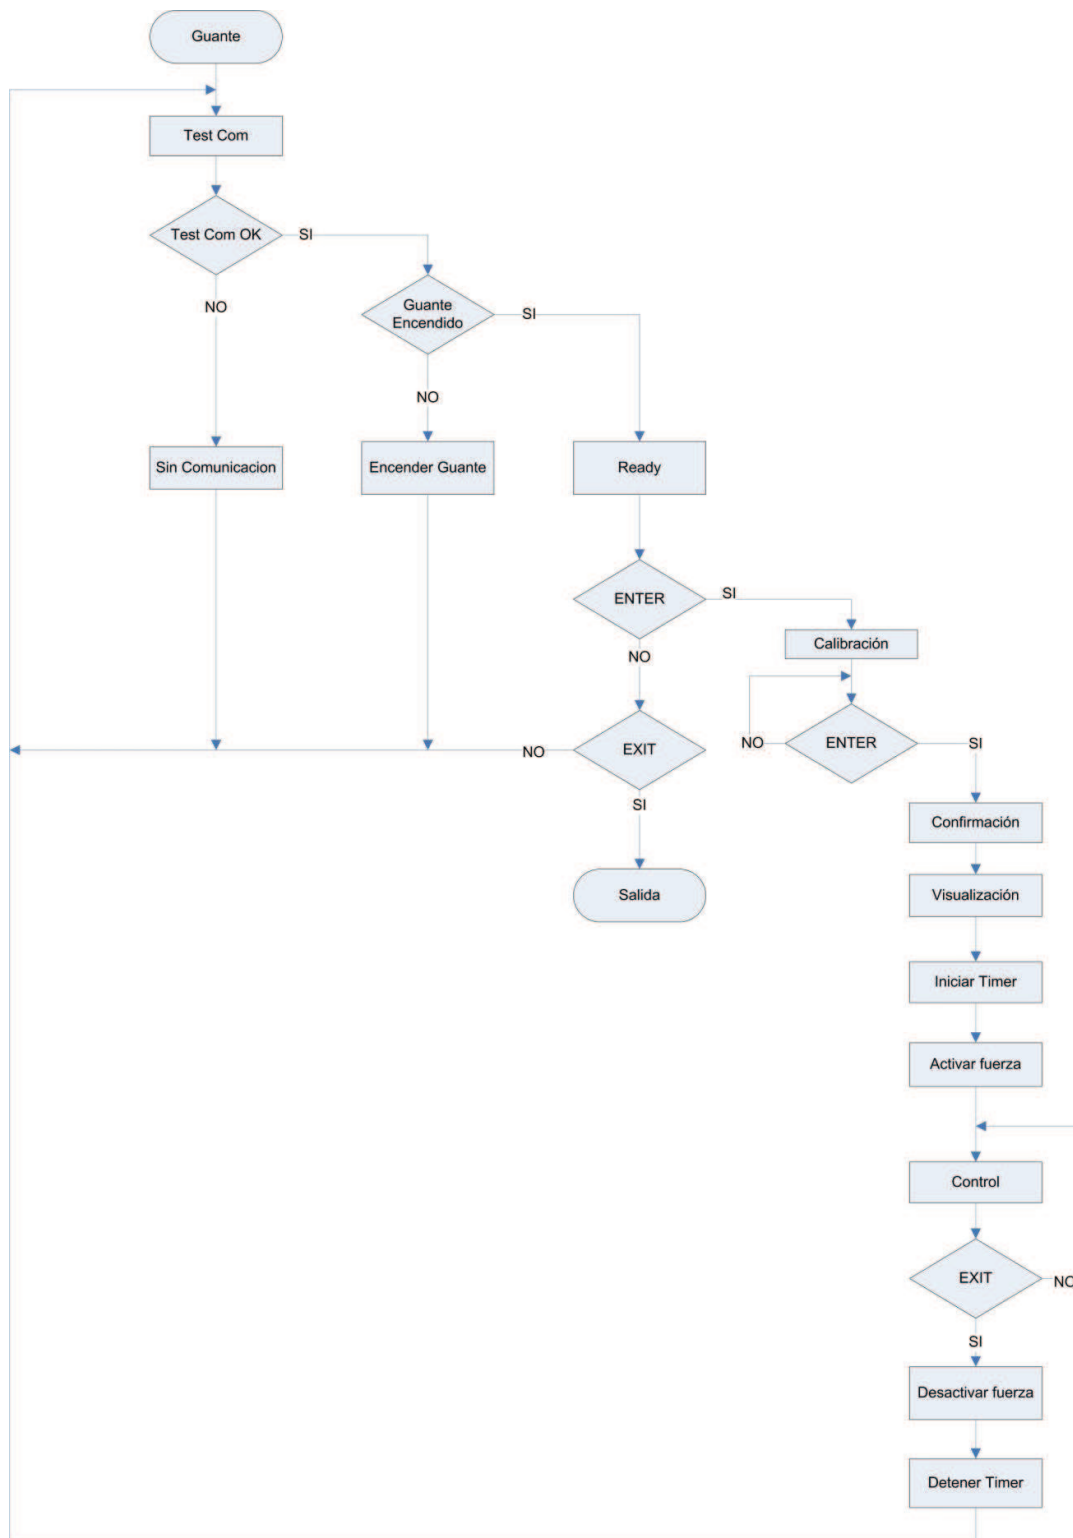 Guante
Test Com
Test Com OK
SI
NO
Guante
Encendido
SI
NO
Sin Comunicacion
Encender Guante
Ready
ENTER
SI
NO
Calibración
EXIT
NO
SI
ENTER
NO
SI
Salida
Confirmación
Visualización
Iniciar Timer
Activar fuerza
Control
EXIT
NO
SI
Desactivar fuerza
Detener Timer